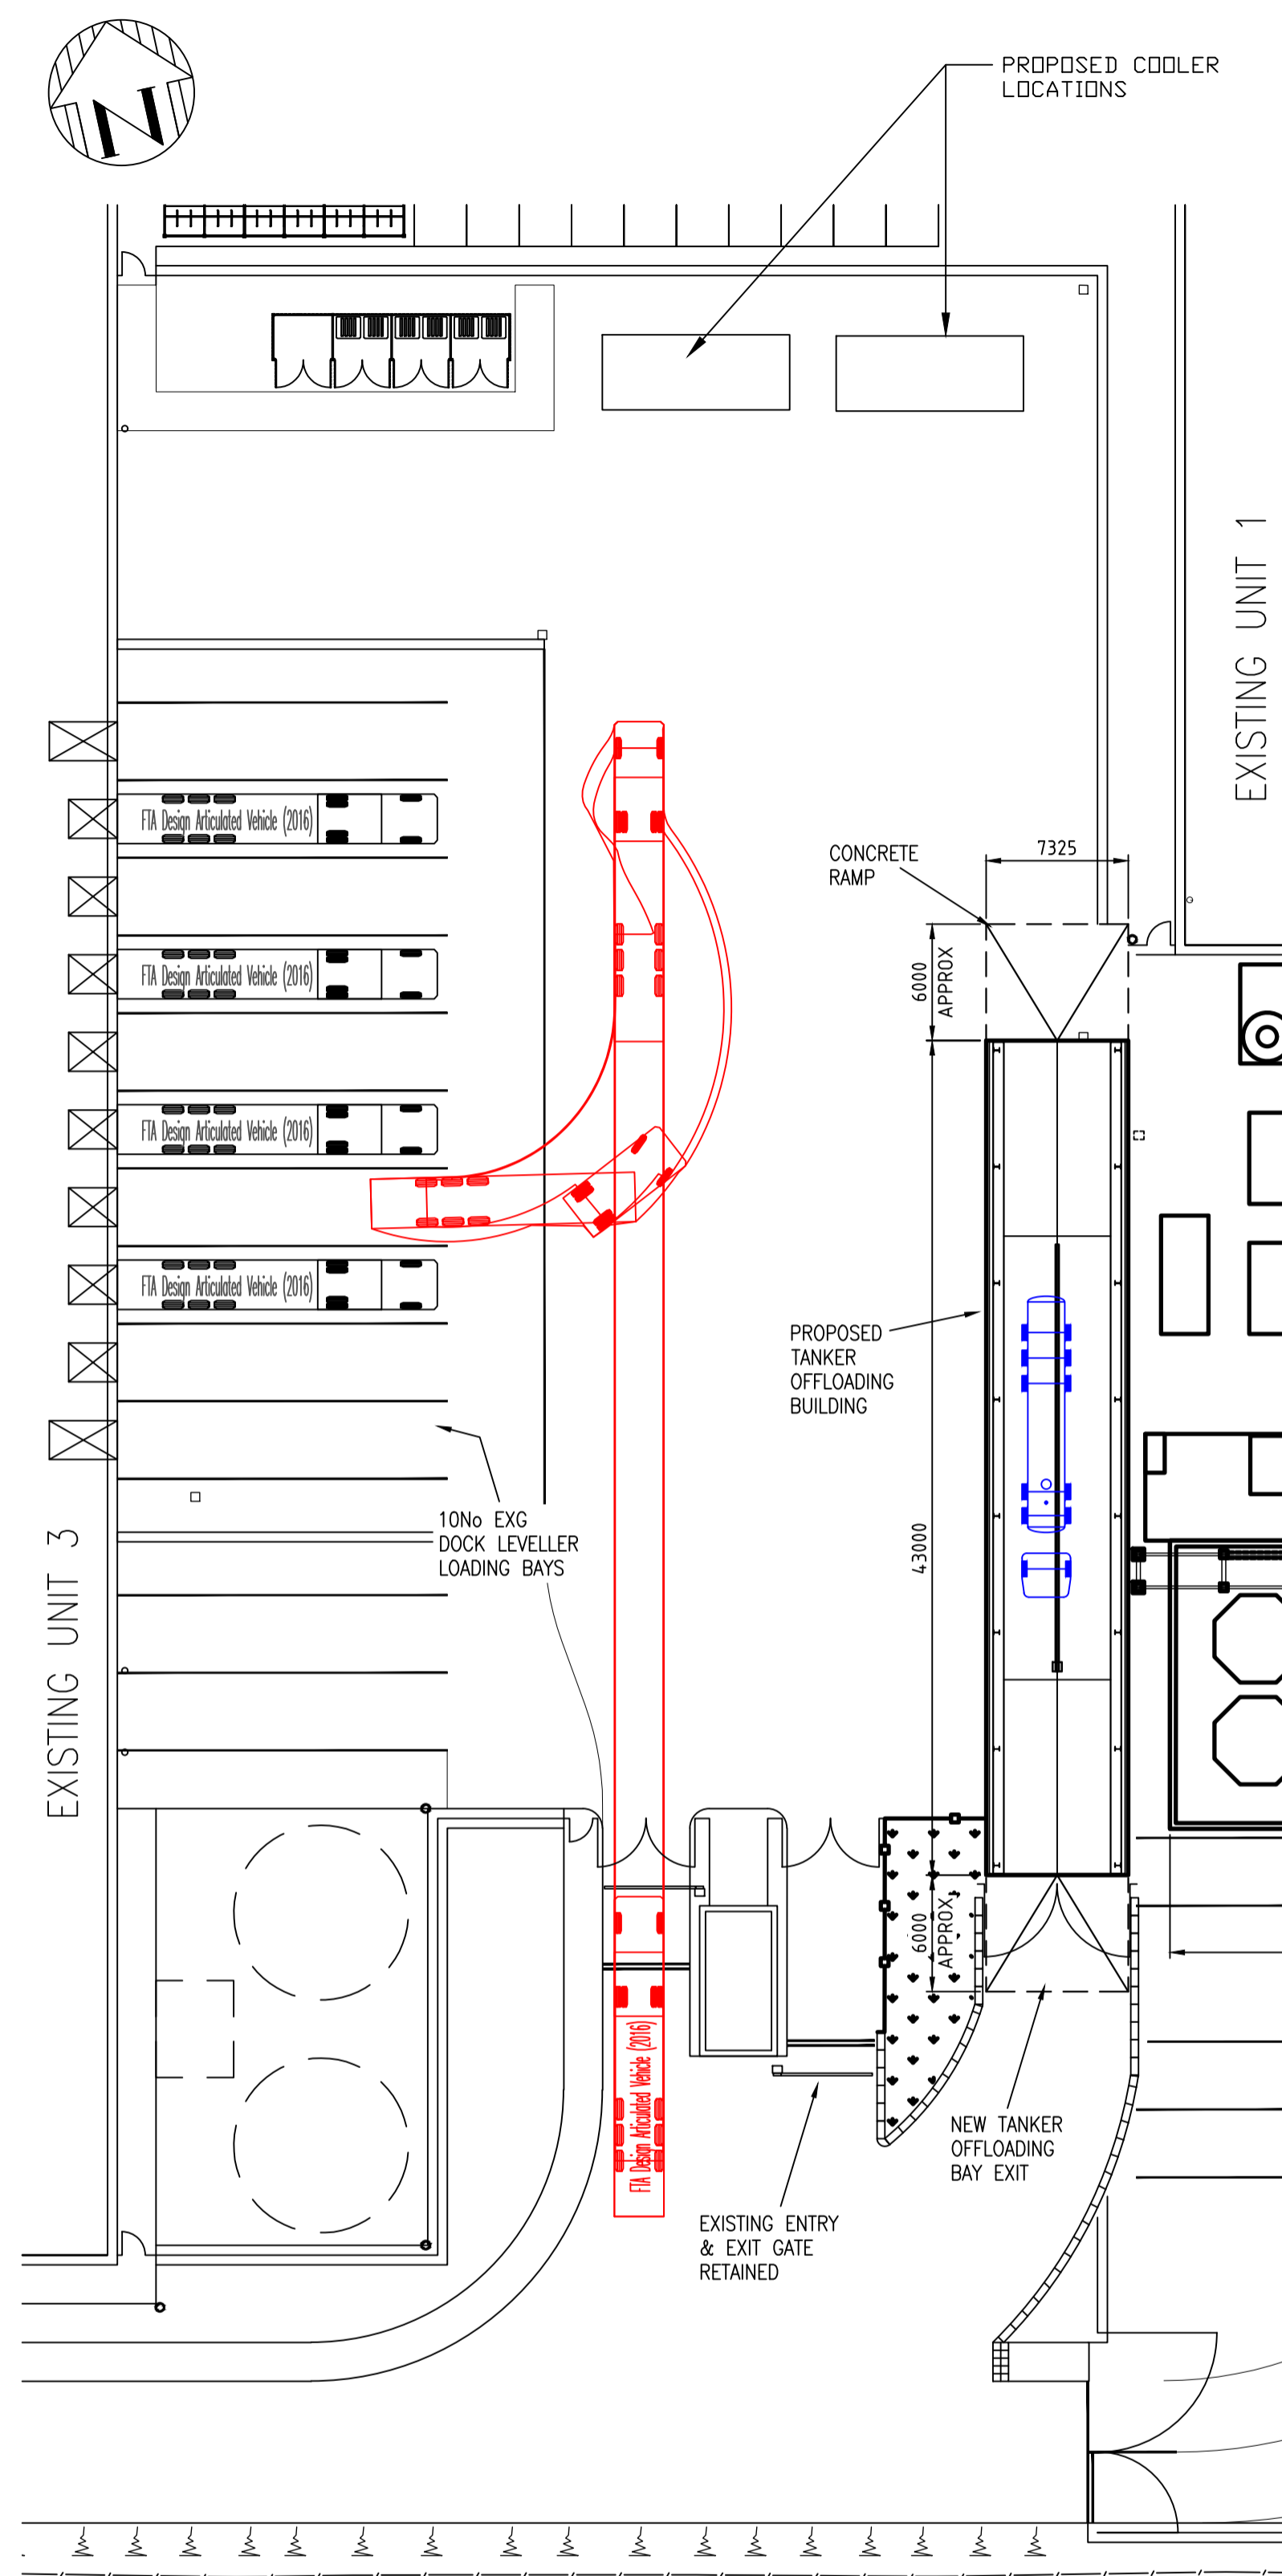 N
PROPOSED COOLER
LOCATIONS
EXISTING UNIT 1
CONCRETE
RAMP
7325
6000
APPROX
FTA Design Articulated Vehicle (2016)
FTA Design Articulated Vehicle (2016)
FTA Design Articulated Vehicle (2016)
FTA Design Articulated Vehicle (2016)
PROPOSED
TANKER
OFFLOADING
BUILDING
43000
10No EXG
DOCK LEVELLER
LOADING BAYS
EXISTING UNIT 3
6000
APPROX.
FTA Design Articulated Vehicle (2016)
NEW TANKER
OFFLOADING
BAY EXIT
EXISTING ENTRY
& EXIT GATE
RETAINED